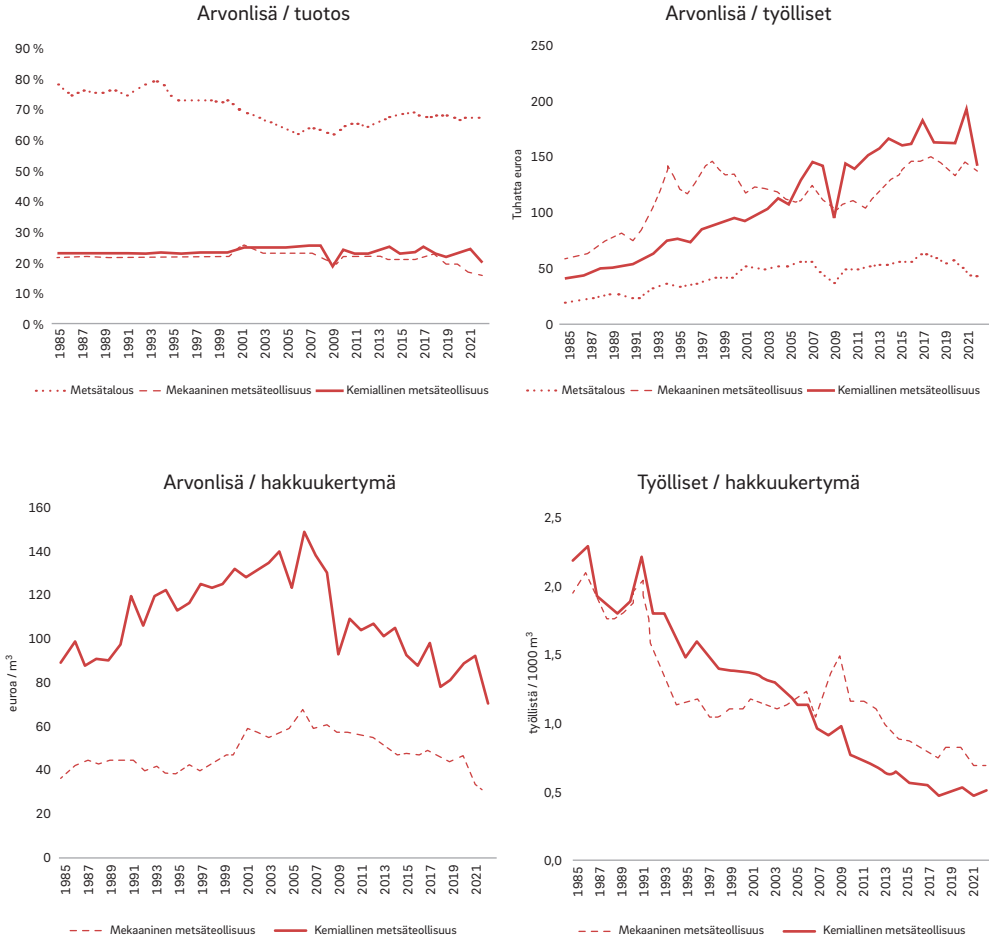 Arvonlisä / tuotos
90 %
80 %
70 %
60 %
50 %
40 %
30 %
20 %
10 %
0 %
1985 1987 1989 1991 1993 1995 1997 1999 2001 2003 2005 2007 2009 2011 2013 2015 2017 2019 2021
Metsätalous Mekaaninen metsäteollisuus Kemiallinen metsäteollisuus
Arvonlisä / työlliset
Tuhatta euroa
250
200
150
100
50
0
1985 1987 1989 1991 1993 1995 1997 1999 2001 2003 2005 2007 2009 2011 2013 2015 2017 2019 2021
Metsätalous Mekaaninen metsäteollisuus Kemiallinen metsäteollisuus
Arvonlisä / hakkuukertymä
euroa / m³
160
140
120
100
80
60
40
20
0
1985 1987 1989 1991 1993 1995 1997 1999 2001 2003 2005 2007 2009 2011 2013 2015 2017 2019 2021
Mekaaninen metsäteollisuus Kemiallinen metsäteollisuus
Työlliset / hakkuukertymä
työllistä / 1000 m³
2,5
2,0
1,5
1,0
0,5
0,0
1985 1987 1989 1991 1993 1995 1997 1999 2001 2003 2005 2007 2009 2011 2013 2015 2017 2019 2021
Mekaaninen metsäteollisuus Kemiallinen metsäteollisuus